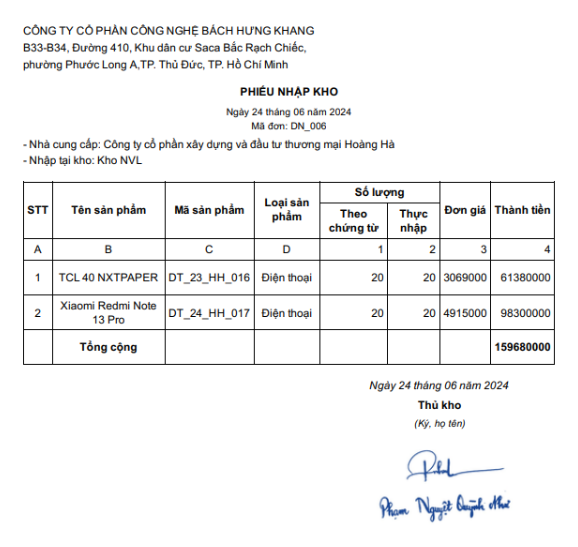 CÔNG TY CỔ PHẦN CÔNG NGHỆ BÁCH HƯNG KHANG
B33-B34, Đường 410, Khu dân cư Saca Bắc Rạch Chiếc,
phường Phước Long A,TP. Thủ Đức, TP. Hồ Chí Minh
PHIẾU NHẬP KHO
Ngày 24 tháng 06 năm 2024
Mã đơn: DN_006
- Nhà cung cấp: Công ty cổ phần xây dựng và đầu tư thương mại Hoàng Hà
- Nhập tại kho: Kho NVL
STT Tên sản phẩm Mã sản phẩm Loại sản phẩm Số lượng Đơn giá Thành tiền
Theo chứng từ Thực nhập
A B C D 1 2 3 4
1 TCL 40 NXTPAPER DT_23_HH_016 Điện thoại 20 20 3069000 61380000
2 Xiaomi Redmi Note 13 Pro DT_24_HH_017 Điện thoại 20 20 4915000 98300000
Tổng cộng 159680000
Ngày 24 tháng 06 năm 2024
Thủ kho
(Ký, họ tên)
Phạm Nguyệt Quỳnh Như